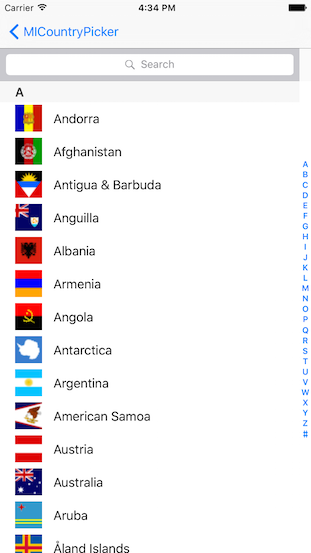 Carrier 3:34 PM
MICountryPicker
Search
A
Andorra
Afghanistan
Antigua & Barbuda
Anguilla
Albania
Armenia
Angola
Antarctica
Argentina
American Samoa
Austria
Australia
Aruba
Åland Islands
A
B
C
D
E
F
G
H
I
J
K
L
M
N
O
P
Q
R
S
T
U
V
W
X
Y
Z
#